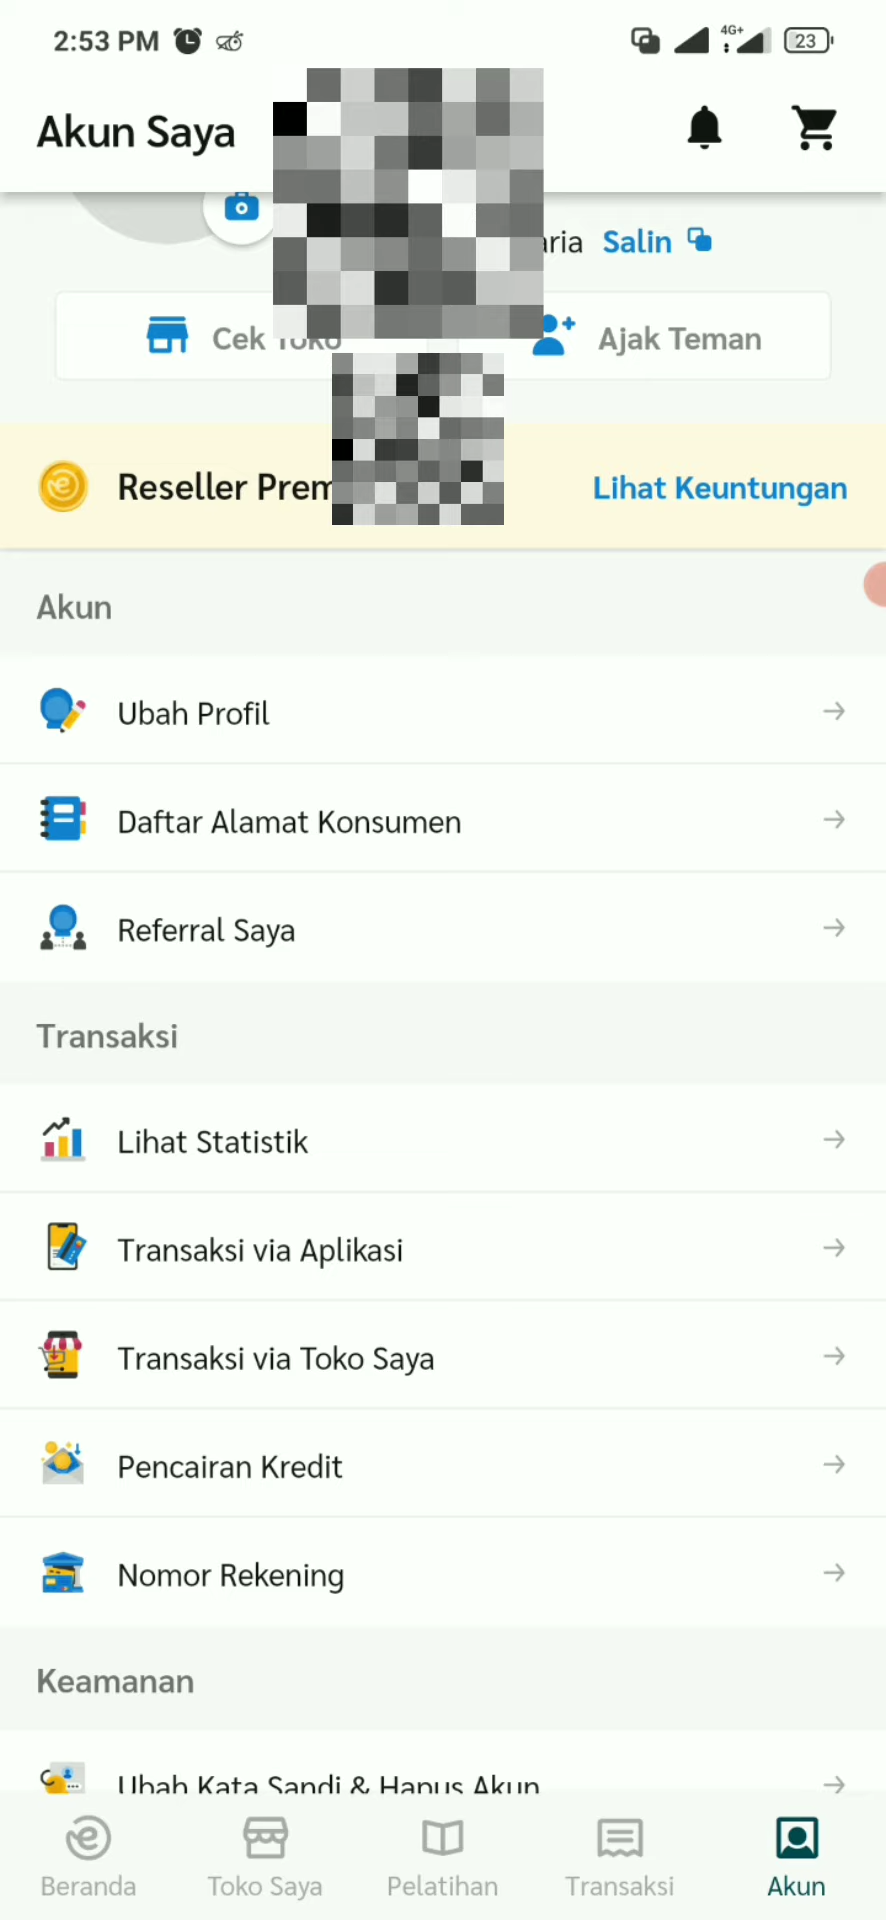 2:53 PM 4G+ 23
Akun Saya
Salin
Cek Toko
Ajak Teman
Reseller
Lihat Keuntungan
Akun
Ubah Profil
Daftar Alamat Konsumen
Referral Saya
Transaksi
Lihat Statistik
Transaksi via Aplikasi
Transaksi via Toko Saya
Pencairan Kredit
Nomor Rekening
Keamanan
Ubah Kata Sandi & Hapus Akun
Beranda
Toko Saya
Pelatihan
Transaksi
Akun